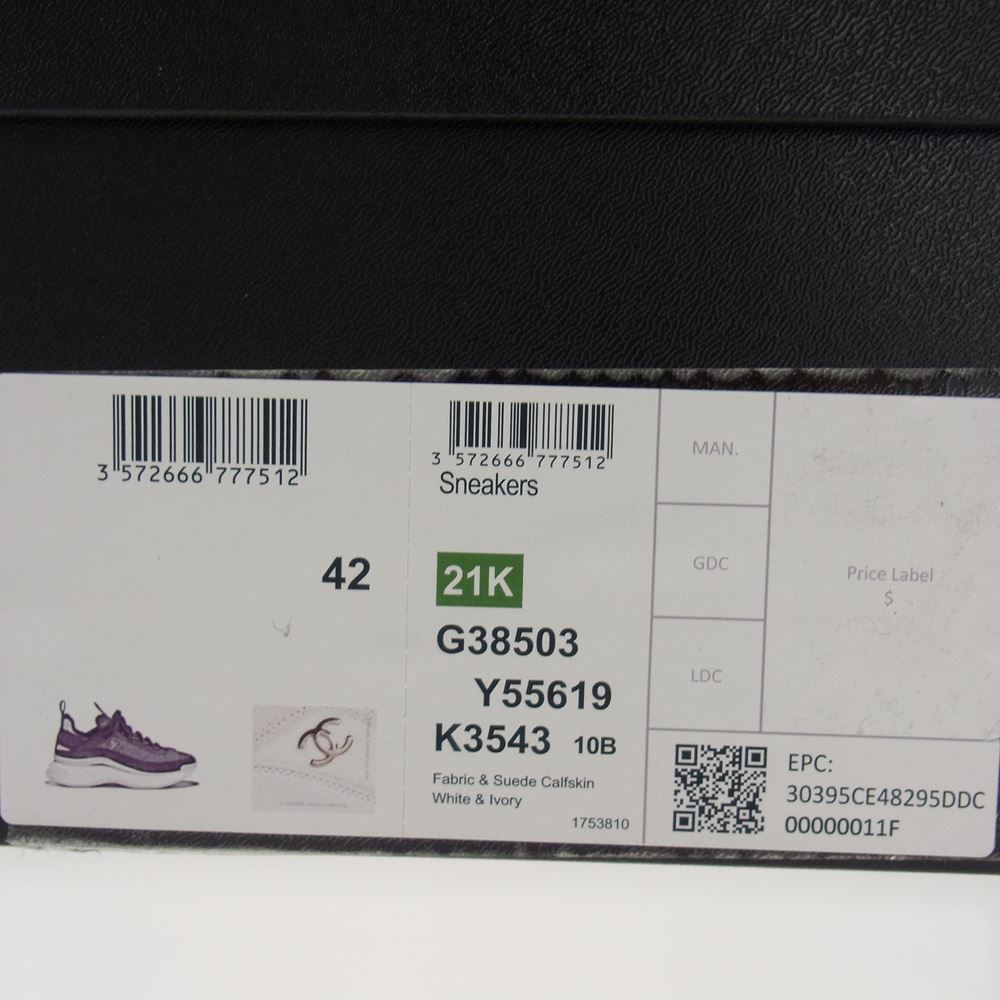 3 572666 777512
42
3 572666 777512
Sneakers
21K
G38503
Y55619
K3543 10B
Fabric & Suede Calfskin
White & Ivory
1753810
MAN.
GDC
LDC
Price Label
$
EPC:
30395CE48295DDC
00000011F